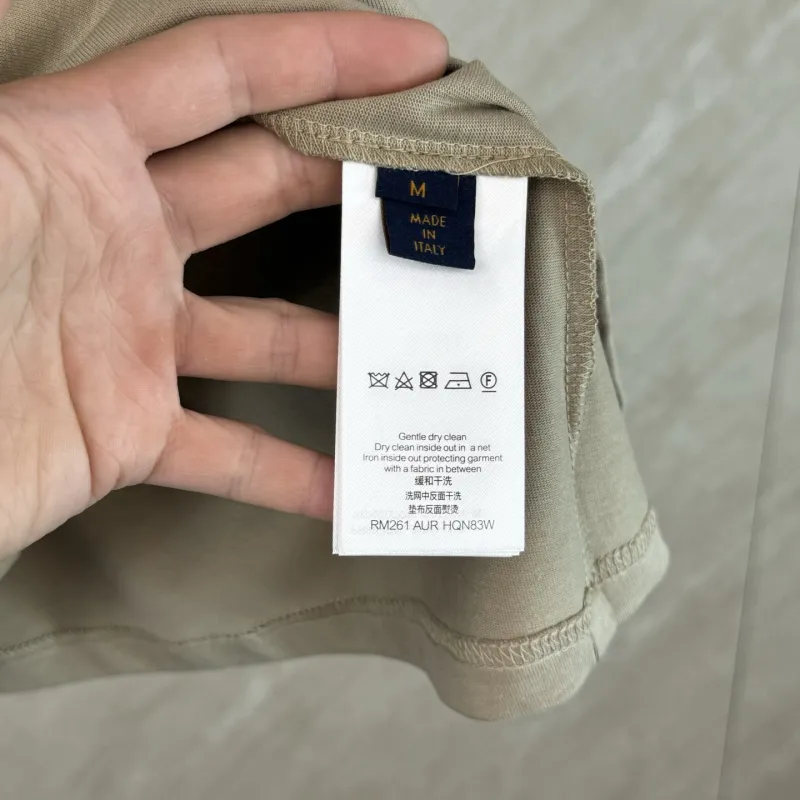 M
MADE
IN
ITALY
F
Gentle dry clean
Dry clean inside out in a net
Iron inside out protecting garment
with a fabric in between
缓和干洗
洗网中反面干洗
垫布反面熨烫
RM261 AUR HQN83W